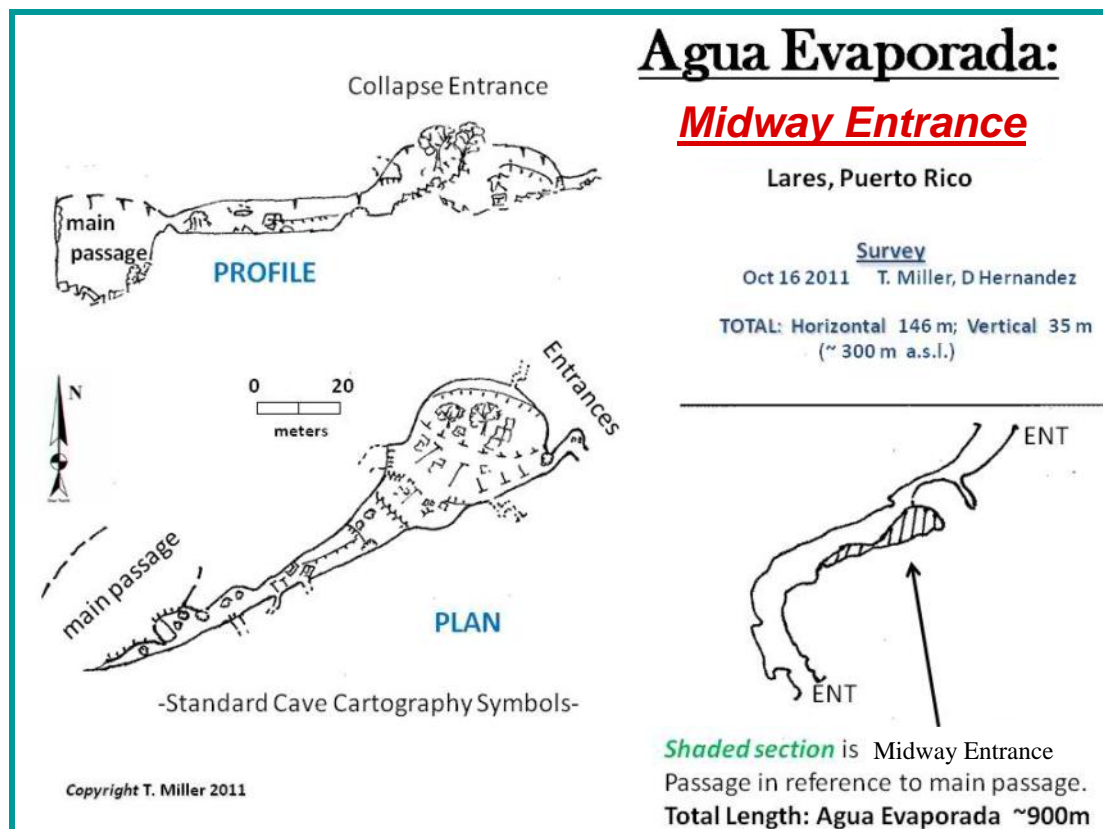 Agua Evaporada:
Midway Entrance
Lares, Puerto Rico
Survey
Oct 16 2011 T. Miller, D Hernandez
TOTAL: Horizontal 146 m; Vertical 35 m
(~ 300 m a.s.l.)
Collapse Entrance
main
passage
PROFILE
N
0 20
meters
Entrances
main passage
PLAN
-Standard Cave Cartography Symbols-
Copyright T. Miller 2011
ENT
ENT
Shaded section is Midway Entrance
Passage in reference to main passage.
Total Length: Agua Evaporada ~900m